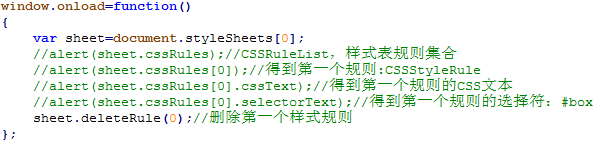 window.onload=function()
{
    var sheet=document.styleSheets[0];
    //alert(sheet.cssRules);//CSSRuleList，样式表规则集合
    //alert(sheet.cssRules[0]);//得到第一个规则:CSSStyleRule
    //alert(sheet.cssRules[0].cssText);//得到第一个规则的CSS文本
    //alert(sheet.cssRules[0].selectorText);//得到第一个规则的选择符：#box
    sheet.deleteRule(0);//删除第一个样式规则
};